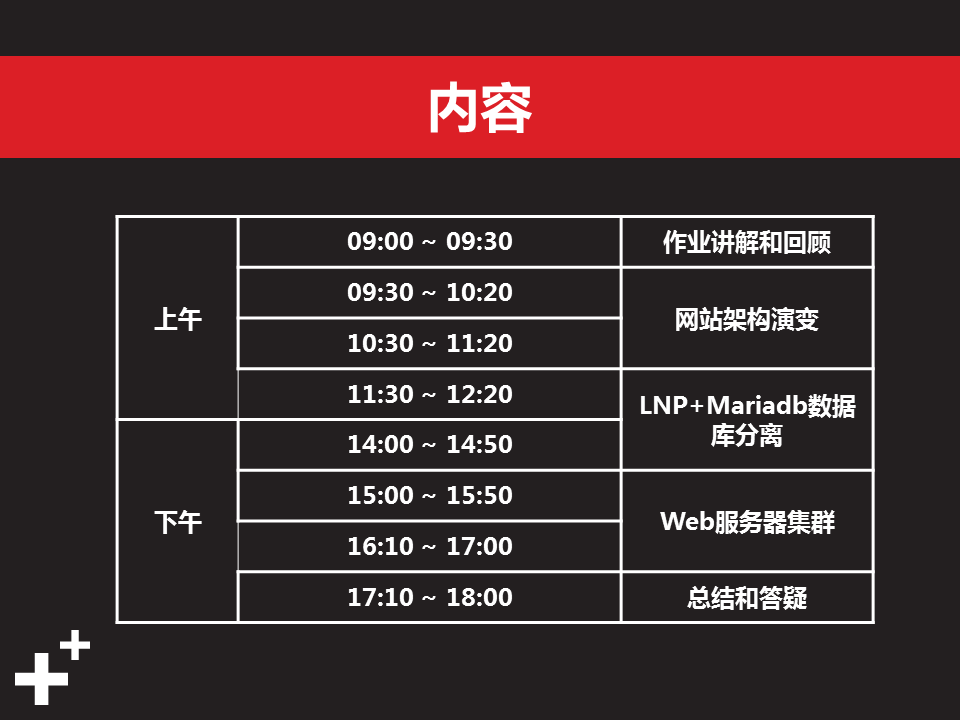 内容
上午
09:00 ~ 09:30
作业讲解和回顾
09:30 ~ 10:20
网站架构演变
10:30 ~ 11:20
11:30 ~ 12:20
LNP+Mariadb数据
库分离
下午
14:00 ~ 14:50
15:00 ~ 15:50
Web服务器集群
16:10 ~ 17:00
17:10 ~ 18:00
总结和答疑